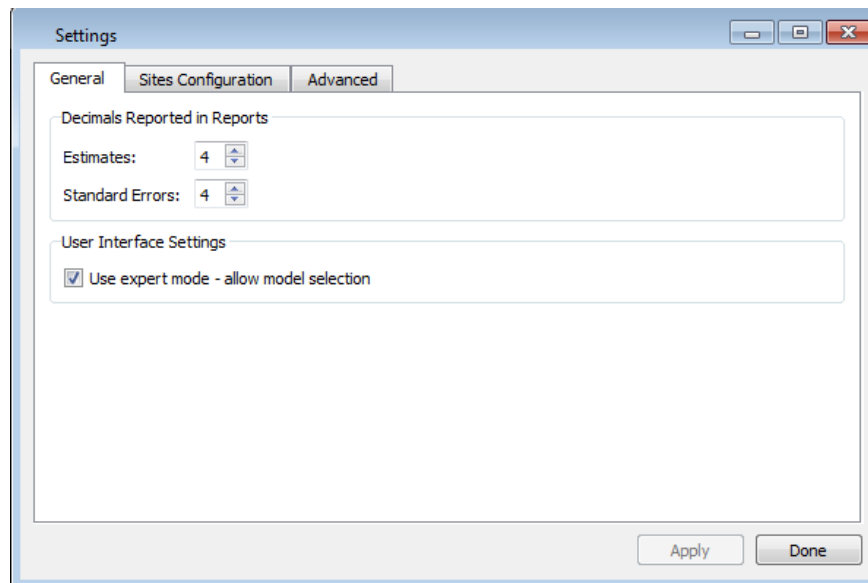 Settings
General Sites Configuration Advanced
Decimals Reported in Reports
Estimates: 4
Standard Errors: 4
User Interface Settings
Use expert mode - allow model selection
Apply Done